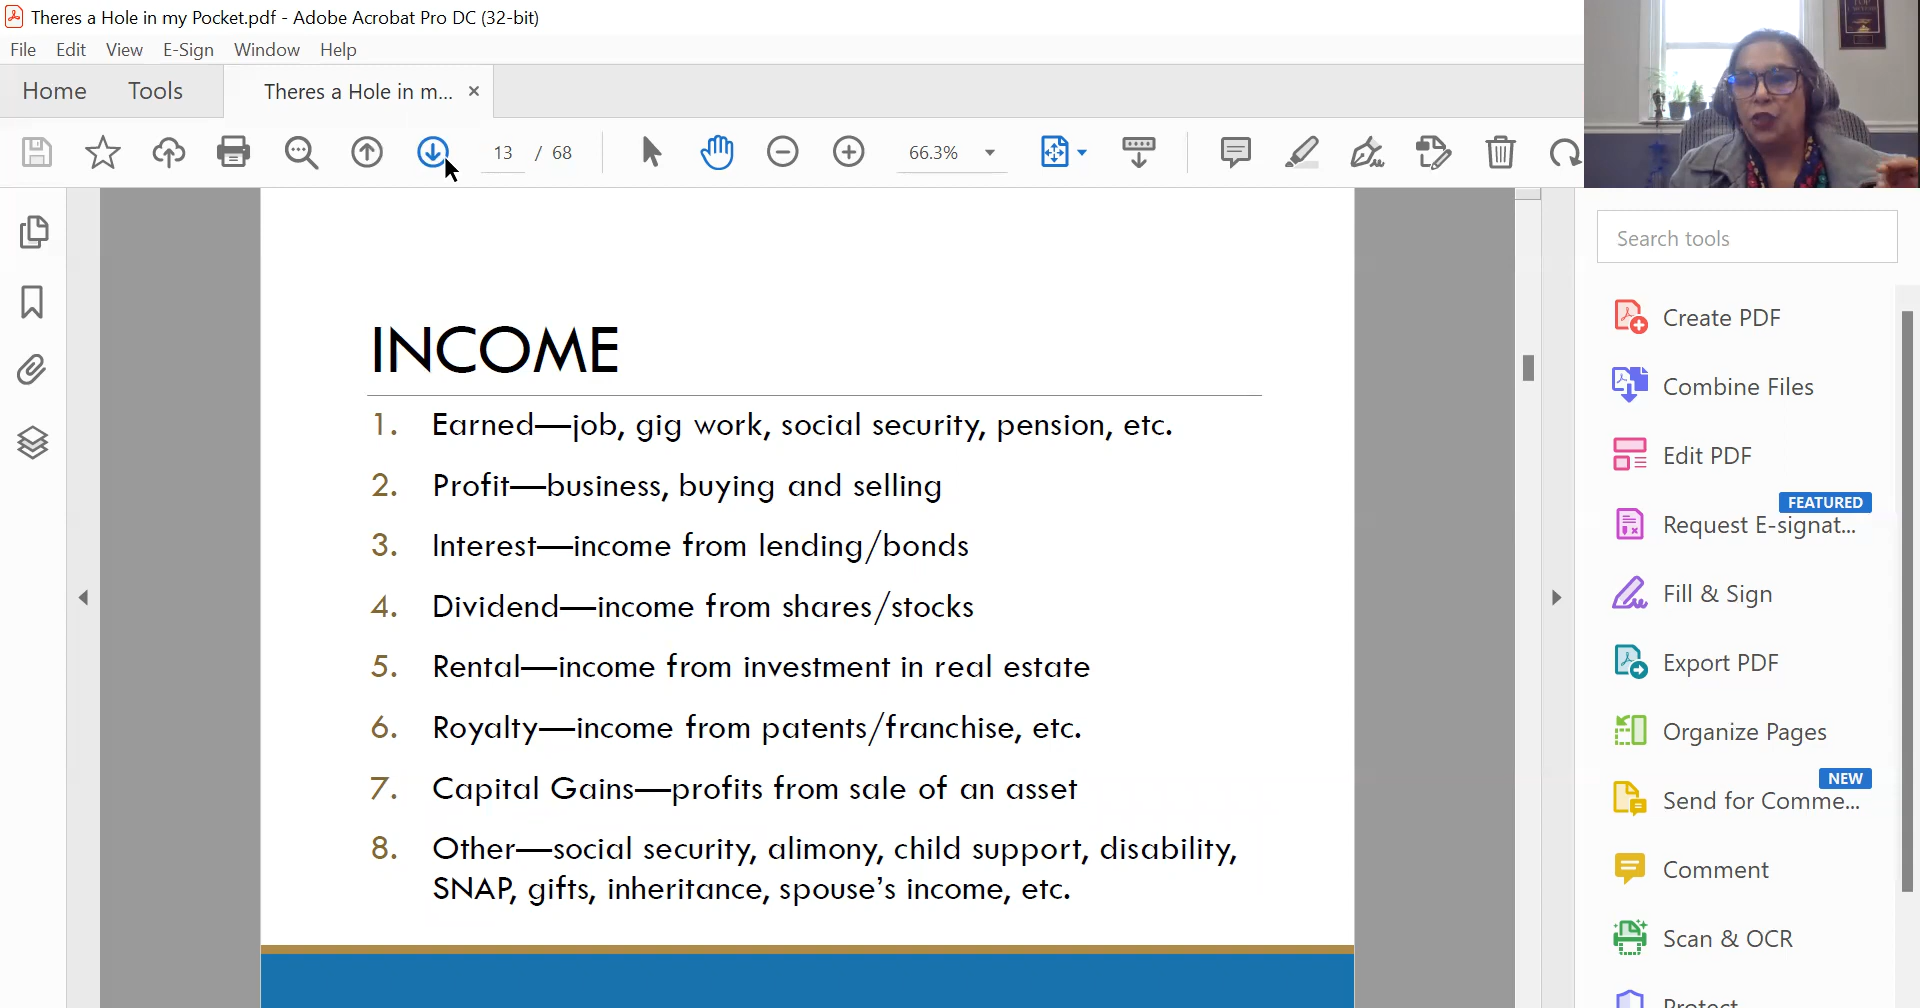 Theres a Hole in my Pocket.pdf - Adobe Acrobat Pro DC (32-bit)
File Edit View E-Sign Window Help
Home Tools Theres a Hole in m... ×
13 / 68 66.3%
INCOME
1. Earned—job, gig work, social security, pension, etc.
2. Profit—business, buying and selling
3. Interest—income from lending/bonds
4. Dividend—income from shares/stocks
5. Rental—income from investment in real estate
6. Royalty—income from patents/franchise, etc.
7. Capital Gains—profits from sale of an asset
8. Other—social security, alimony, child support, disability,
SNAP, gifts, inheritance, spouse's income, etc.
Search tools
Create PDF
Combine Files
Edit PDF
FEATURED
Request E-signat...
Fill & Sign
Export PDF
Organize Pages
NEW
Send for Comme...
Comment
Scan & OCR
Protect